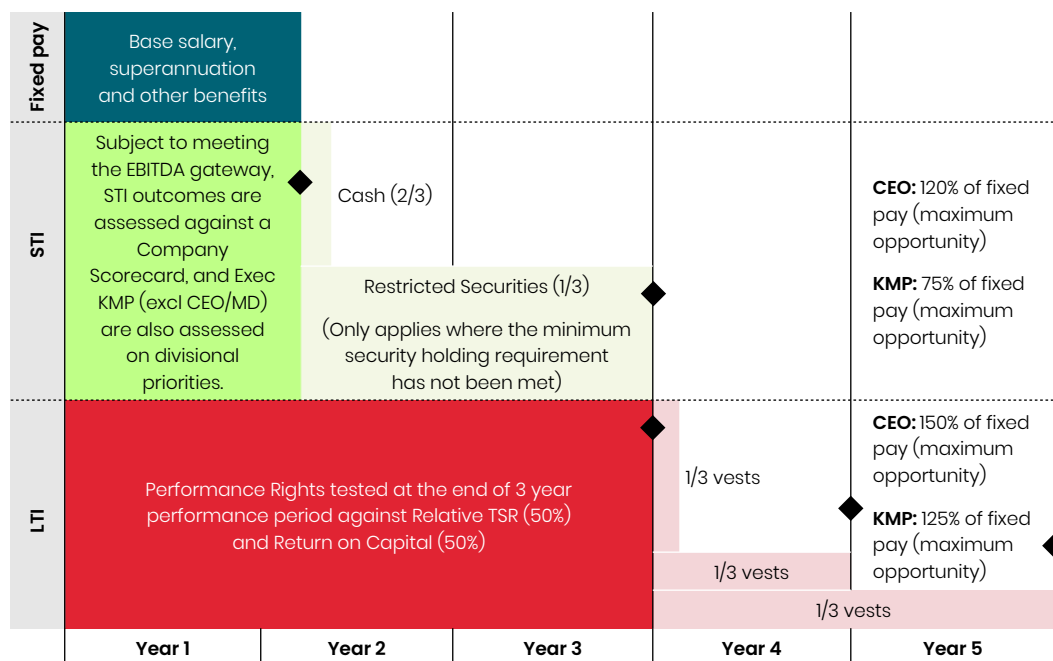 Fixed pay
Base salary,
superannuation
and other benefits
STI
Subject to meeting
the EBITDA gateway,
STI outcomes are
assessed against a
Company
Scorecard, and Exec
KMP (excl CEO/MD)
are also assessed
on divisional
priorities.
Cash (2/3)
Restricted Securities (1/3)
(Only applies where the minimum
security holding requirement
has not been met)
CEO: 120% of fixed
pay (maximum
opportunity)
KMP: 75% of fixed
pay (maximum
opportunity)
LTI
Performance Rights tested at the end of 3 year
performance period against Relative TSR (50%)
and Return on Capital (50%)
1/3 vests
1/3 vests
1/3 vests
CEO: 150% of fixed
pay (maximum
opportunity)
KMP: 125% of fixed
pay (maximum
opportunity)
Year 1
Year 2
Year 3
Year 4
Year 5